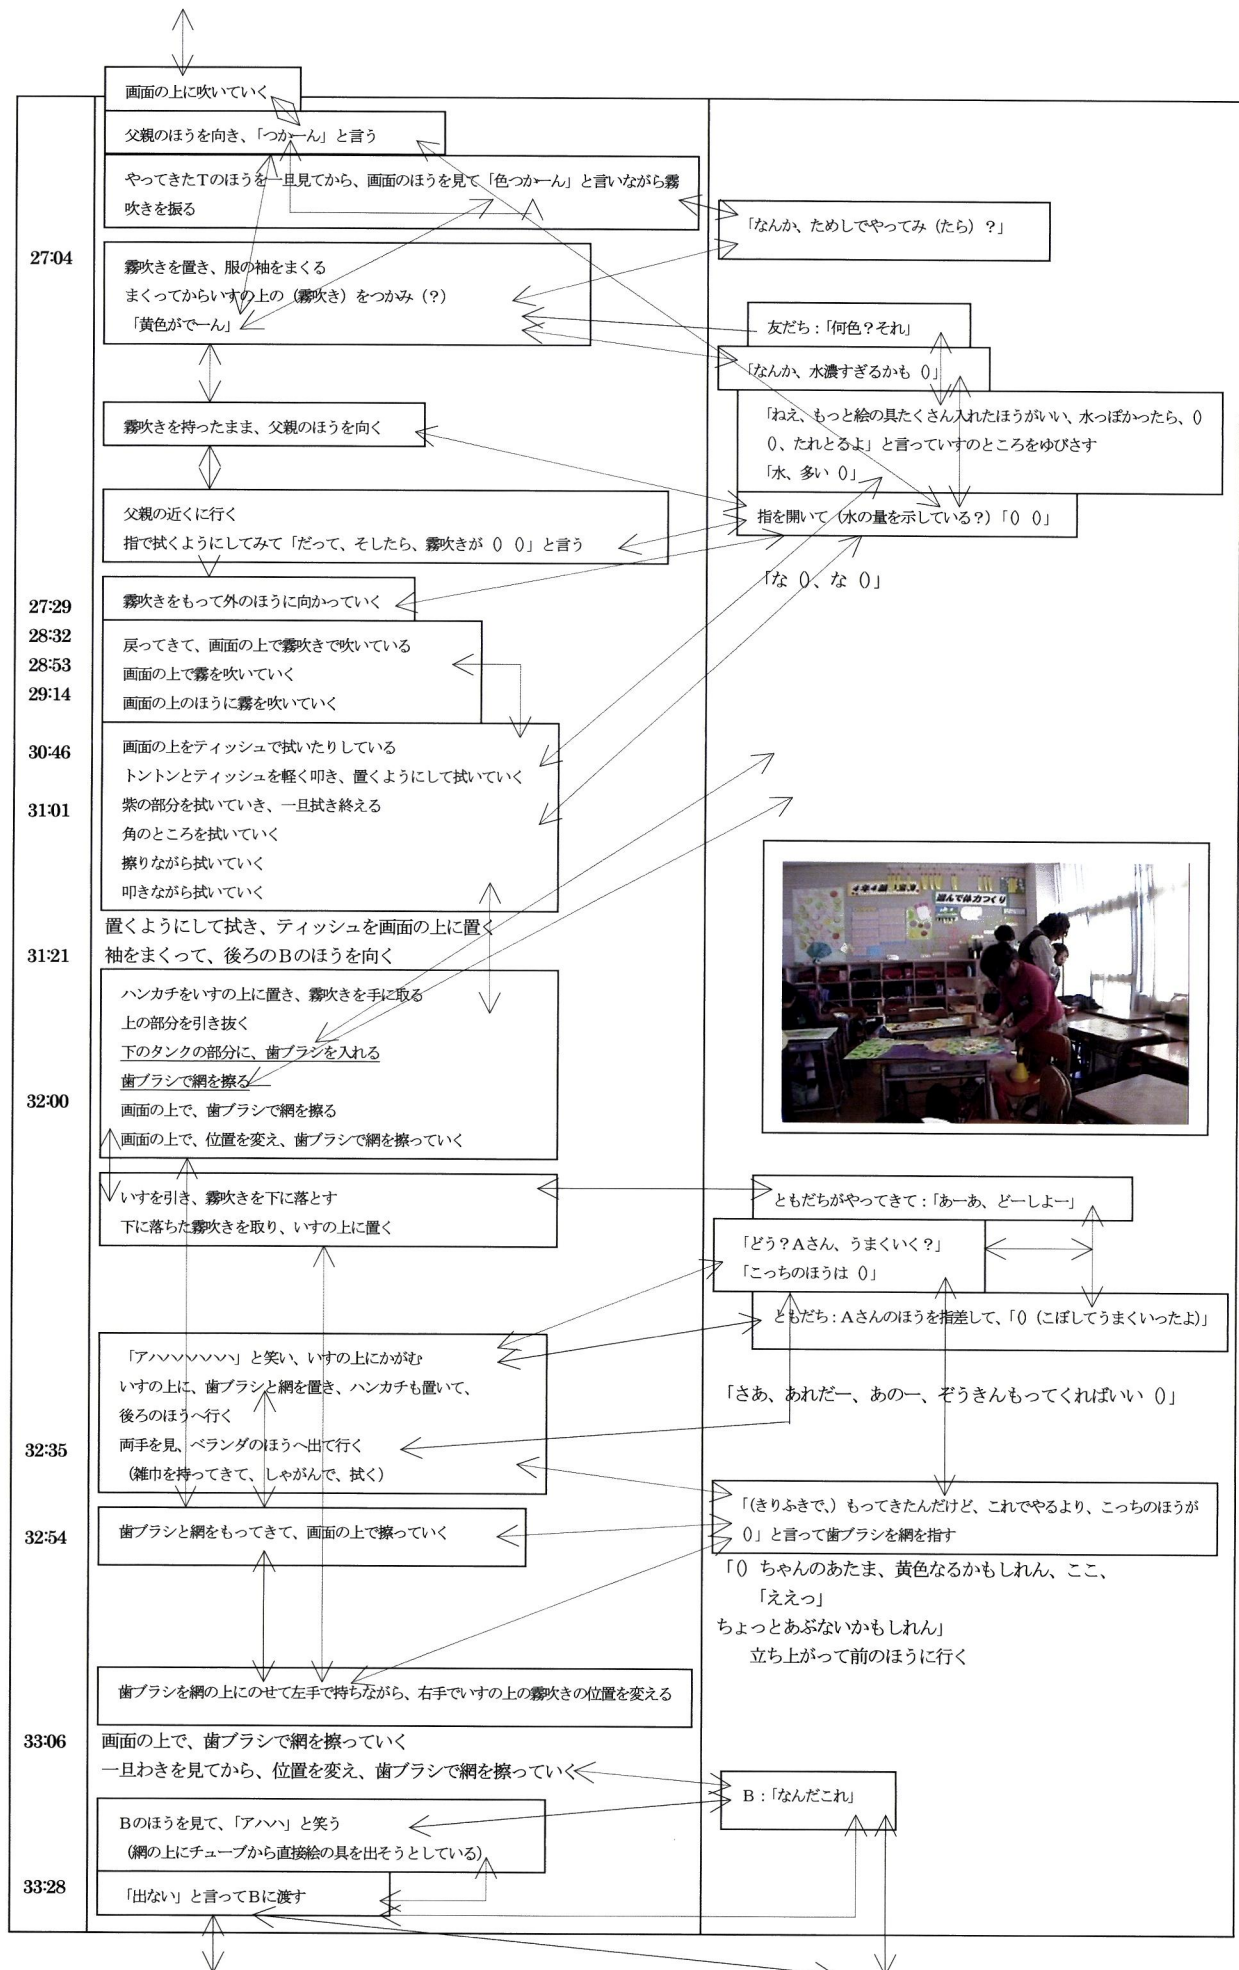 画面の上に吹いていく
父親のほうを向き、「つかーん」と言う
やってきたTのほうを一旦見てから、画面のほうを見て「色つかーん」と言いながら霧
吹きを振る
「なんか、ためしでやってみ（たら）？」
27:04
霧吹きを置き、服の袖をまくる
まくってからいすの上の（霧吹き）をつかみ（？）
「黄色がでーん」
友だち：「何色？それ」
「なんか、水濃すぎるかも（）」
霧吹きを持ったまま、父親のほうを向く
「ねえ、もっと絵の具たくさん入れたほうがいい、水っぽかったら、（）
（）、たれとるよ」と言っていすのところをゆびさす
「水、多い（）」
父親の近くに行く
指で拭くようにしてみて「だって、そしたら、霧吹きが（）（）」と言う
指を開いて（水の量を示している？）「（）（）」
「な（）、な（）」
27:29
霧吹きをもって外のほうに向かっていく
28:32
戻ってきて、画面の上で霧吹きで吹いている
28:53
画面の上で霧を吹いていく
29:14
画面の上のほうに霧を吹いていく
30:46
画面の上をティッシュで拭いたりしている
トントンとティッシュを軽く叩き、置くようにして拭いていく
31:01
紫の部分を拭いていき、一旦拭き終える
角のところを拭いていく
擦りながら拭いていく
叩きながら拭いていく
置くようにして拭き、ティッシュを画面の上に置く
31:21
袖をまくって、後ろのBのほうを向く
ハンカチをいすの上に置き、霧吹きを手に取る
上の部分を引き抜く
下のタンクの部分に、歯ブラシを入れる
歯ブラシで網を擦る
32:00
画面の上で、歯ブラシで網を擦る
画面の上で、位置を変え、歯ブラシで網を擦っていく
いすを引き、霧吹きを下に落とす
下に落ちた霧吹きを取り、いすの上に置く
ともだちがやってきて：「あーあ、どーしよー」
「どう？Aさん、うまくいく？」
「こっちのほうは（）」
ともだち：Aさんのほうを指差して、「（）（こぼしてうまくいったよ）」
「アハハハハハハ」と笑い、いすの上にかがむ
いすの上に、歯ブラシと網を置き、ハンカチも置いて、
後ろのほうへ行く
「さあ、あれだー、あのー、ぞうきんもってくればいい（）」
32:35
両手を見、ベランダのほうへ出て行く
（雑巾を持ってきて、しゃがんで、拭く）
「（きりふきで、）もってきたんだけど、これでやるより、こっちのほうが
（）」と言って歯ブラシを網を指す
32:54
歯ブラシと網をもってきて、画面の上で擦っていく
「（）ちゃんのあたま、黄色なるかもしれん、ここ、
「ええっ」
ちょっとあぶないかもしれん」
立ち上がって前のほうに行く
歯ブラシを網の上にのせて左手で持ちながら、右手でいすの上の霧吹きの位置を変える
33:06
画面の上で、歯ブラシで網を擦っていく
一旦わきを見てから、位置を変え、歯ブラシで網を擦っていく
B：「なんだこれ」
Bのほうを見て、「アハハ」と笑う
（網の上にチューブから直接絵の具を出そうとしている）
33:28
「出ない」と言ってBに渡す